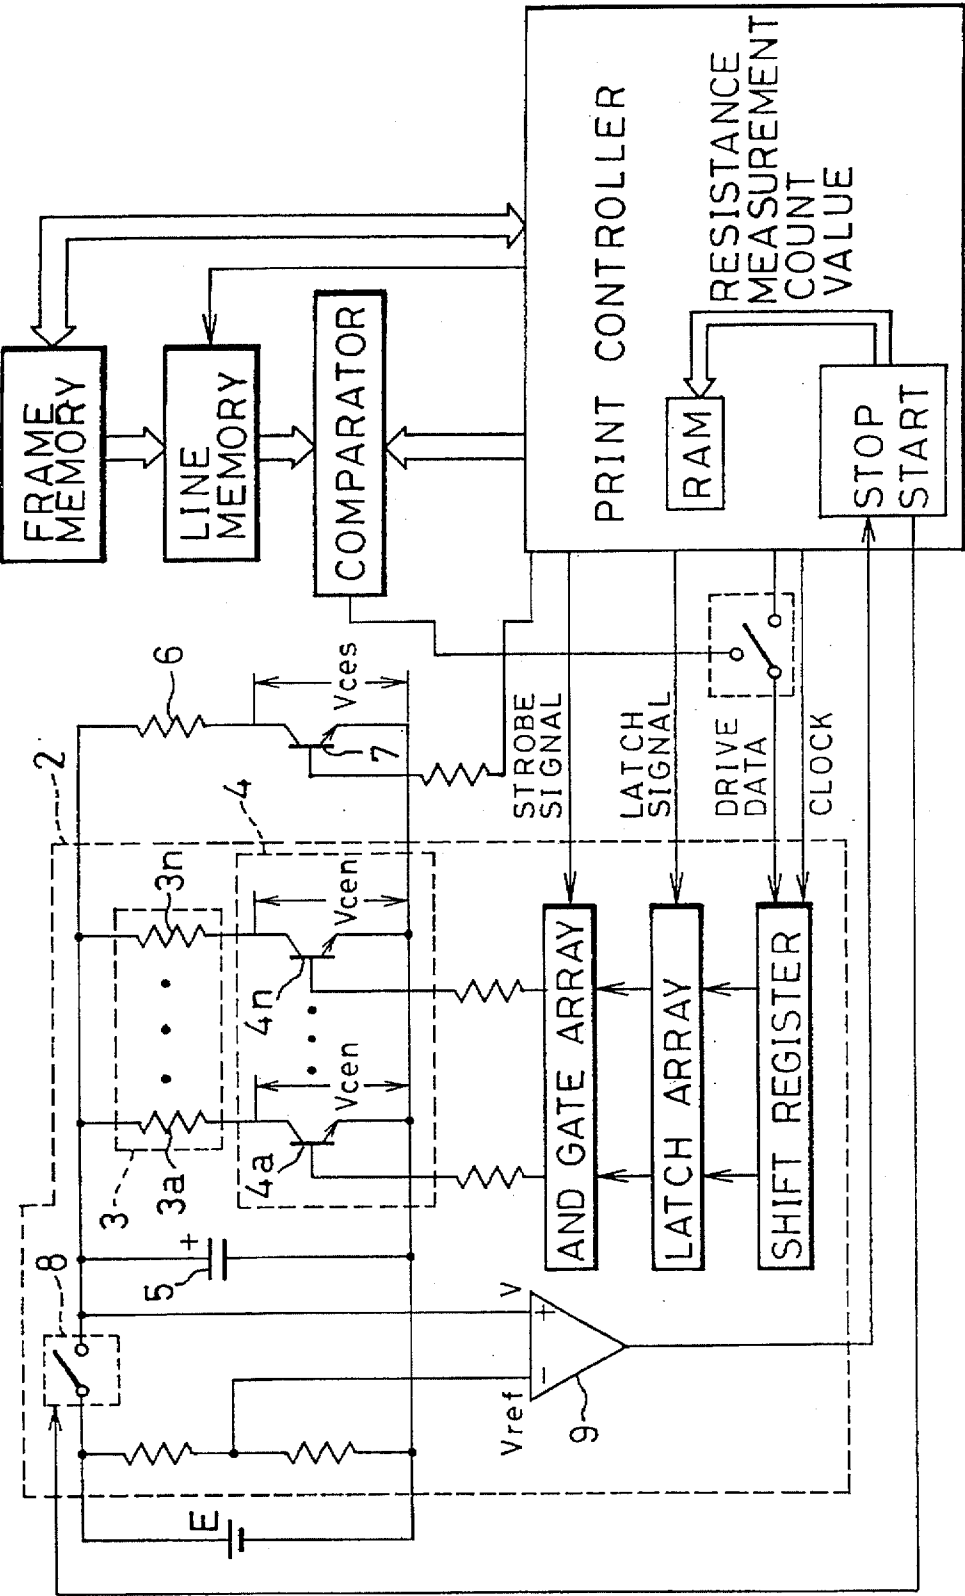 FRAME
MEMORY
LINE
MEMORY
COMPARATOR
PRINT CONTROLLER
RAM
RESISTANCE
MEASUREMENT
COUNT
VALUE
STOP
START
2
8
E
5
+
3
3a
3n
6
4
4a
4n
Vcen
Vcen
7
Vces
Vref
V
−
+
9
AND GATE ARRAY
LATCH ARRAY
SHIFT REGISTER
STROBE
SIGNAL
LATCH
SIGNAL
DRIVE
DATA
CLOCK